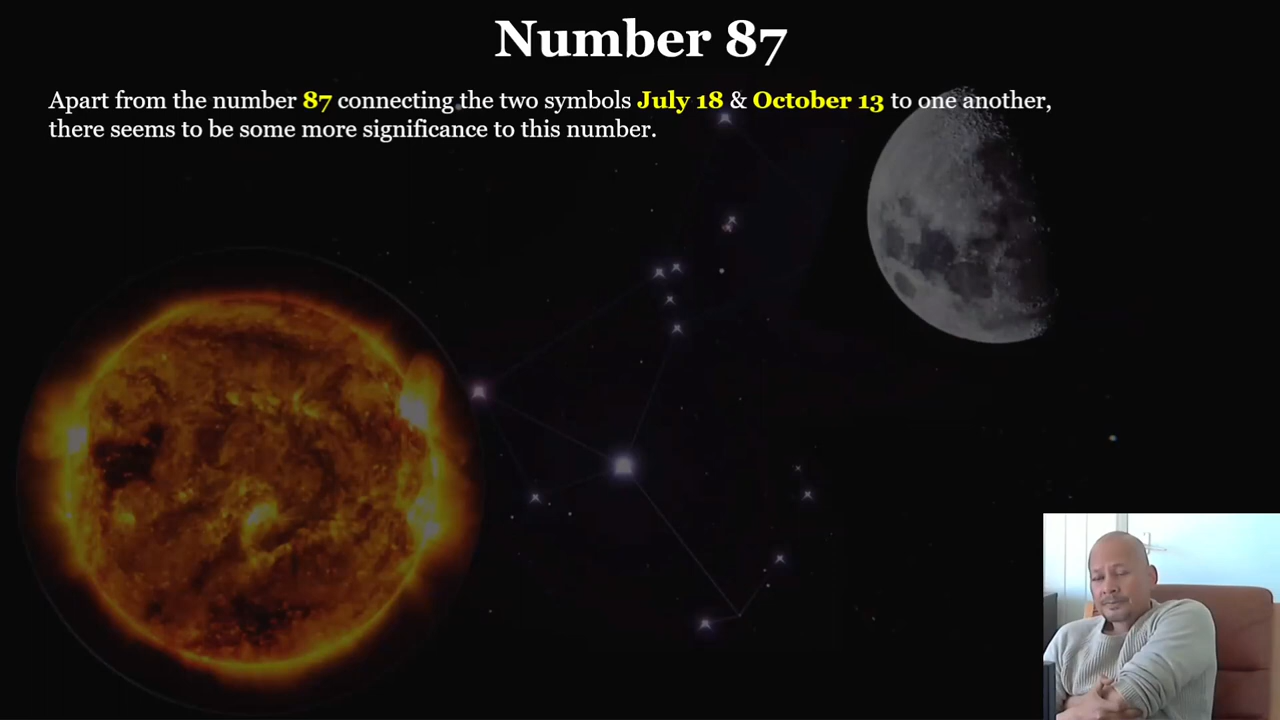 Number 87
Apart from the number 87 connecting the two symbols July 18 & October 13 to one another,
there seems to be some more significance to this number.